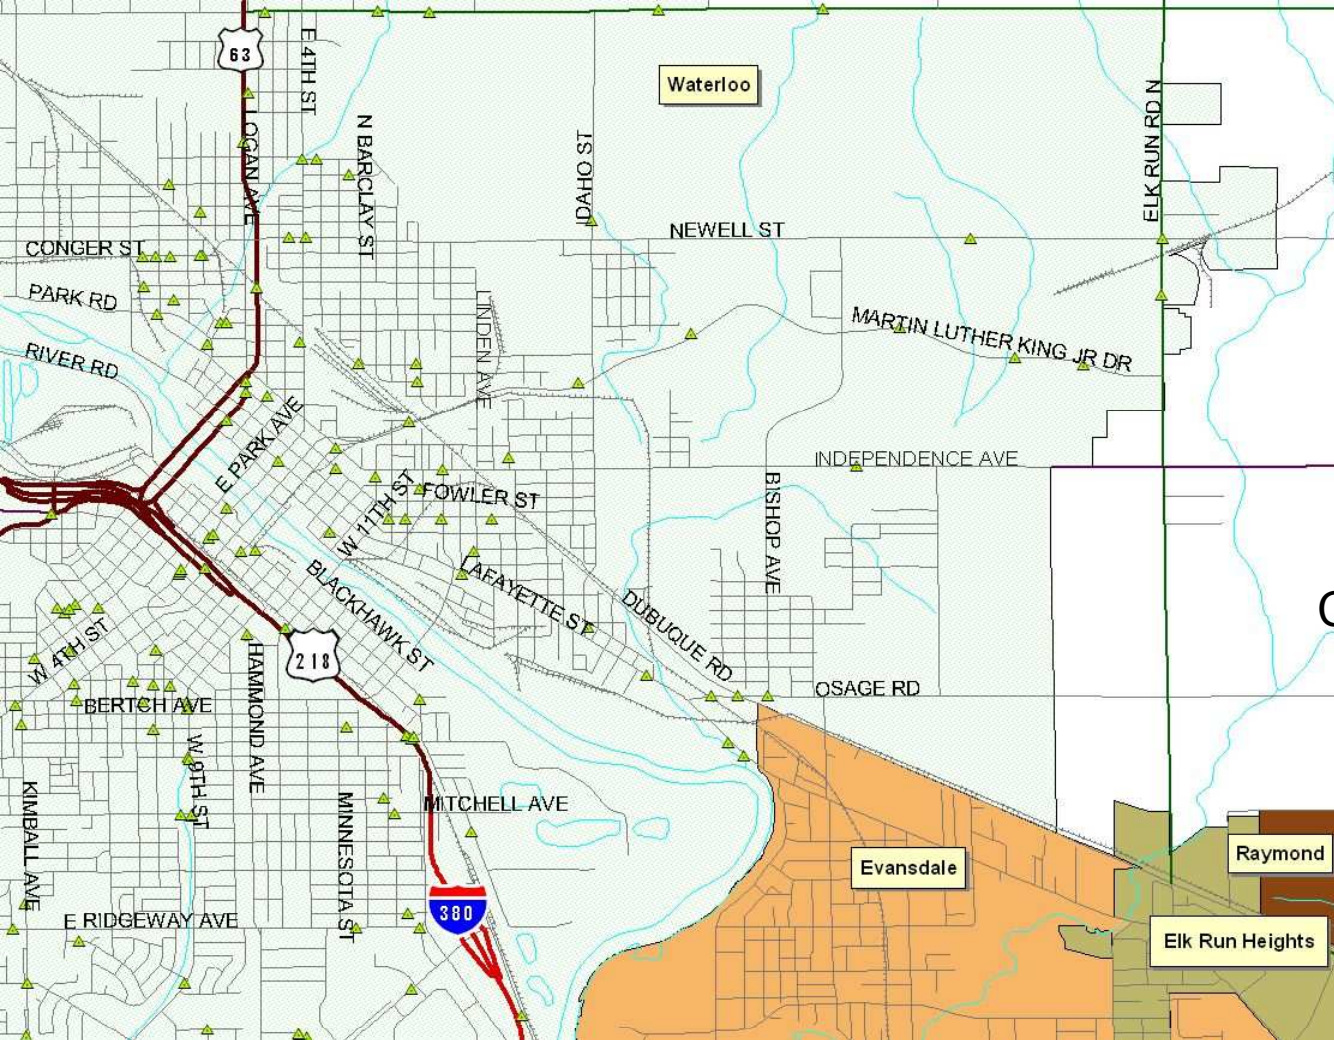 63
E 4TH ST
Waterloo
ELK RUN RD N
LOGAN AVE
N BARCLAY ST
IDAHO ST
NEWELL ST
CONGER ST
PARK RD
LINDEN AVE
MARTIN LUTHER KING JR DR
RIVER RD
E PARK AVE
INDEPENDENCE AVE
FOWLER ST
W 11TH ST
BISHOP AVE
LAFAYETTE ST
BLACKHAWK ST
DUBUQUE RD
W 4TH ST
218
HAMMOND AVE
OSAGE RD
BERTCH AVE
W 9TH ST
KIMBALL AVE
MINNESOTA ST
MITCHELL AVE
Evansdale
Raymond
380
E RIDGEWAY AVE
Elk Run Heights